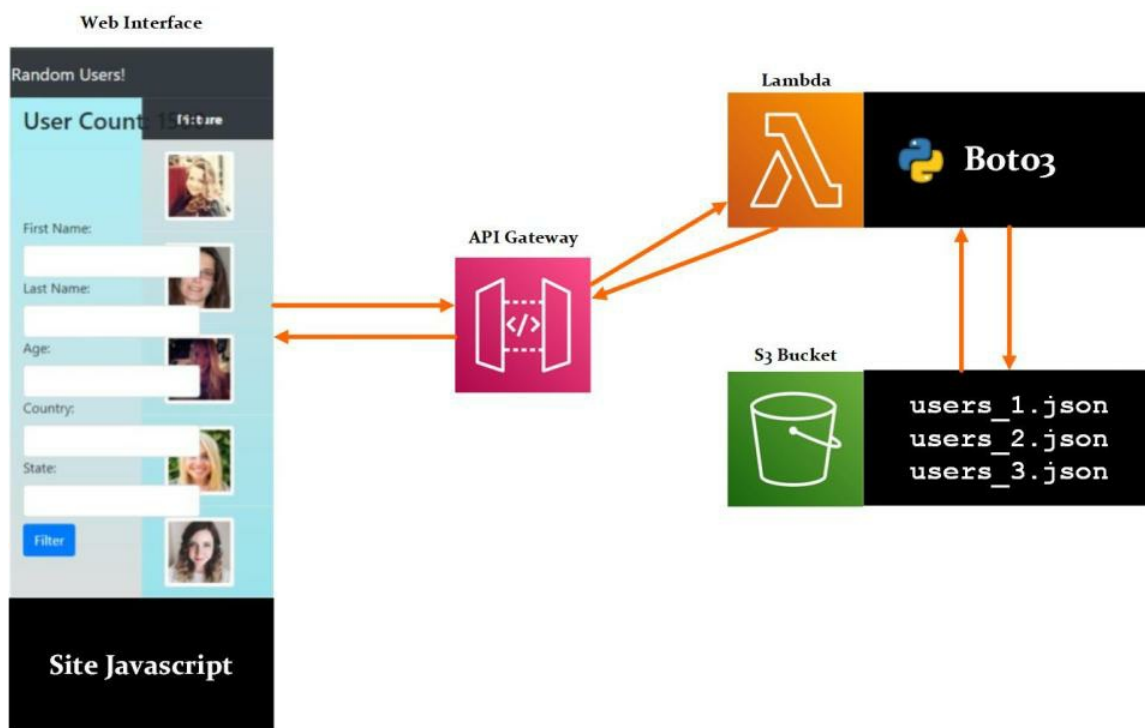 Web Interface
Random Users!
User Count:
Picture
First Name:
Last Name:
Age:
Country:
State:
Filter
Site Javascript
API Gateway
</>
Lambda
Boto3
S3 Bucket
users_1.json
users_2.json
users_3.json